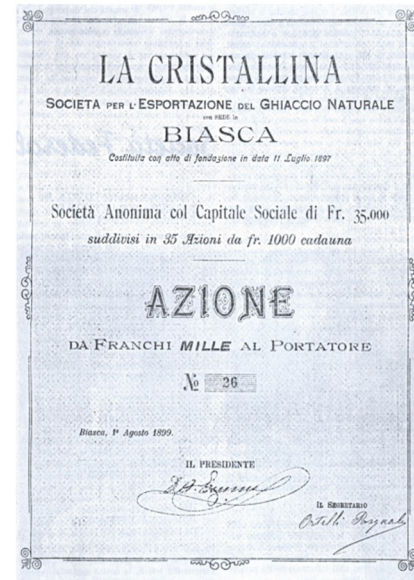 LA CRISTALLINA
SOCIETÀ PER L'ESPORTAZIONE DEL GHIACCIO NATURALE
con SEDE in
BIASCA
Costituita con atto di fondazione in data 11 Luglio 1897
Società Anonima col Capitale Sociale di Fr. 35.000
suddivisi in 35 Azioni da fr. 1000 cadauna
AZIONE
DA FRANCHI MILLE AL PORTATORE
No 26
Biasca, 1º Agosto 1899.
IL PRESIDENTE
IL SEGRETARIO